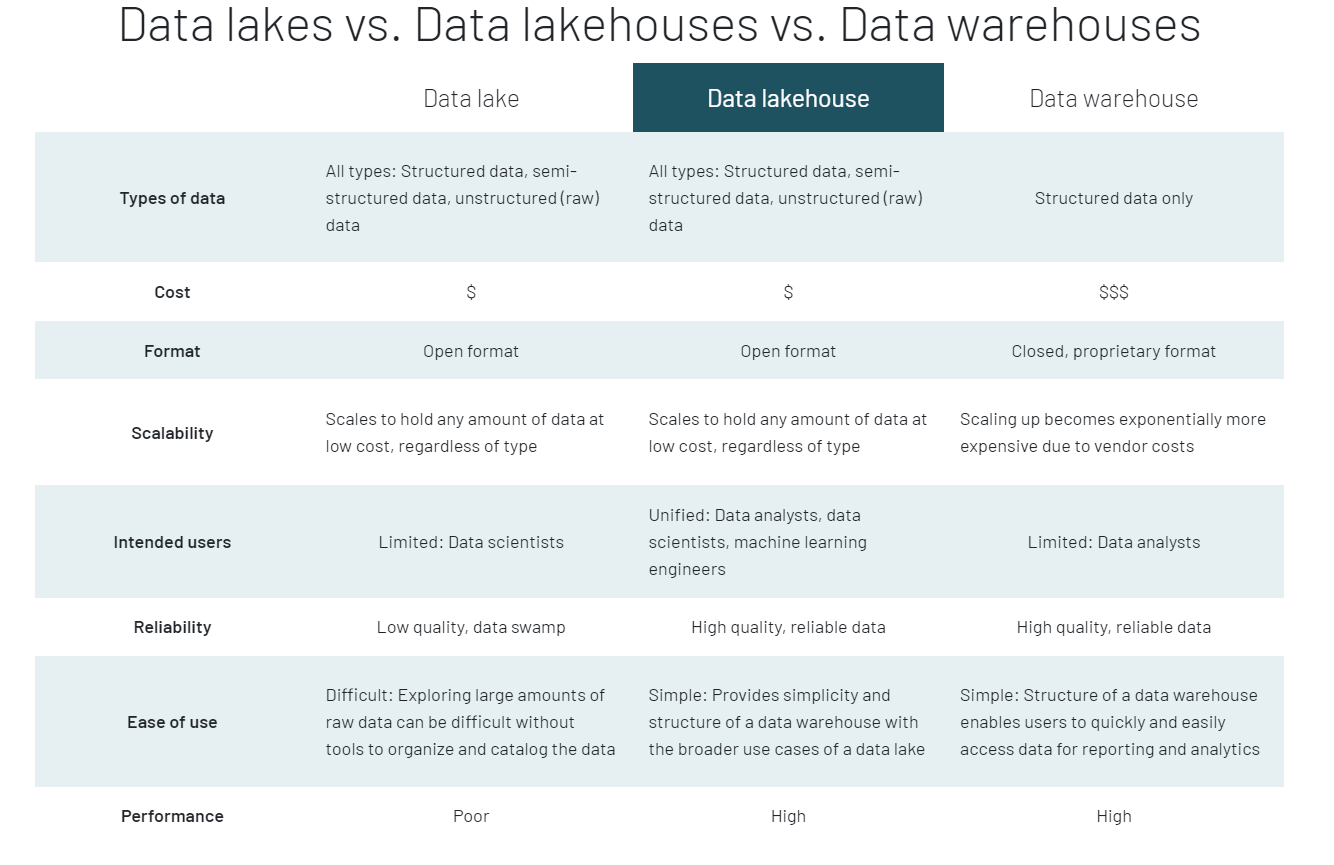 Data lakes vs. Data lakehouses vs. Data warehouses
Data lake
Data lakehouse
Data warehouse
Types of data
All types: Structured data, semi-
structured data, unstructured (raw)
data
All types: Structured data, semi-
structured data, unstructured (raw)
data
Structured data only
Cost
$
$
$$$
Format
Open format
Open format
Closed, proprietary format
Scalability
Scales to hold any amount of data at
low cost, regardless of type
Scales to hold any amount of data at
low cost, regardless of type
Scaling up becomes exponentially more
expensive due to vendor costs
Intended users
Limited: Data scientists
Unified: Data analysts, data
scientists, machine learning
engineers
Limited: Data analysts
Reliability
Low quality, data swamp
High quality, reliable data
High quality, reliable data
Ease of use
Difficult: Exploring large amounts of
raw data can be difficult without
tools to organize and catalog the data
Simple: Provides simplicity and
structure of a data warehouse with
the broader use cases of a data lake
Simple: Structure of a data warehouse
enables users to quickly and easily
access data for reporting and analytics
Performance
Poor
High
High